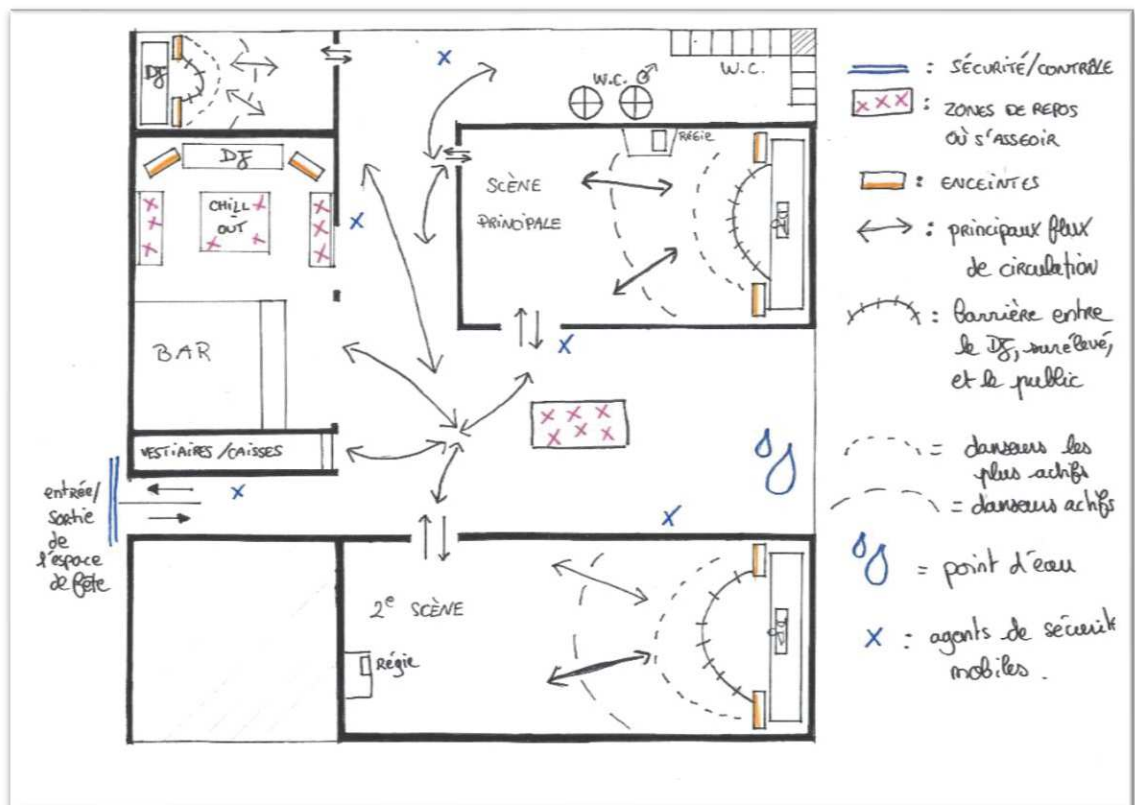 DJ
W.C.
W.C.
RÉGIE
DJ
CHILL-
OUT
SCÈNE
PRINCIPALE
BAR
VESTIAIRES/CAISSES
entrée/
sortie
de
l'espace
de fête
2e SCÈNE
Régie
: SÉCURITÉ/CONTRÔLE
: ZONES DE REPOS
OÙ S'ASSEOIR
: ENCEINTES
: principaux flux
de circulation
: barrière entre
le DJ, surélevé,
et le public
= danseurs les
plus actifs
= danseurs actifs
= point d'eau
X : agents de sécurité
mobiles.